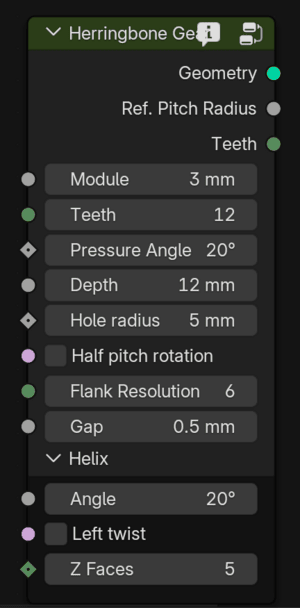 Herringbone Ge
Geometry
Ref. Pitch Radius
Teeth
Module 3 mm
Teeth 12
Pressure Angle 20°
Depth 12 mm
Hole radius 5 mm
Half pitch rotation
Flank Resolution 6
Gap 0.5 mm
Helix
Angle 20°
Left twist
Z Faces 5